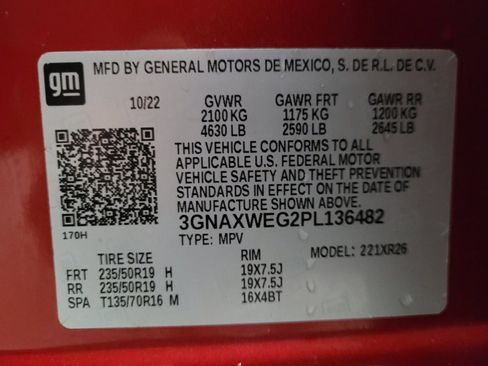 gm
MFD BY GENERAL MOTORS DE MEXICO, S. DE R.L. DE C.V.
10/22 GVWR GAWR FRT GAWR RR
2100 KG 1175 KG 1200 KG
4630 LB 2590 LB 2645 LB
THIS VEHICLE CONFORMS TO ALL
APPLICABLE U.S. FEDERAL MOTOR
VEHICLE SAFETY AND THEFT PREVENTION
STANDARDS IN EFFECT ON THE DATE OF
MANUFACTURE SHOWN ABOVE.
3GNAXWEG2PL136482
170H
TYPE: MPV MODEL: 221XR26
TIRE SIZE RIM
FRT 235/50R19 H 19X7.5J
RR 235/50R19 H 19X7.5J
SPA T135/70R16 M 16X4BT